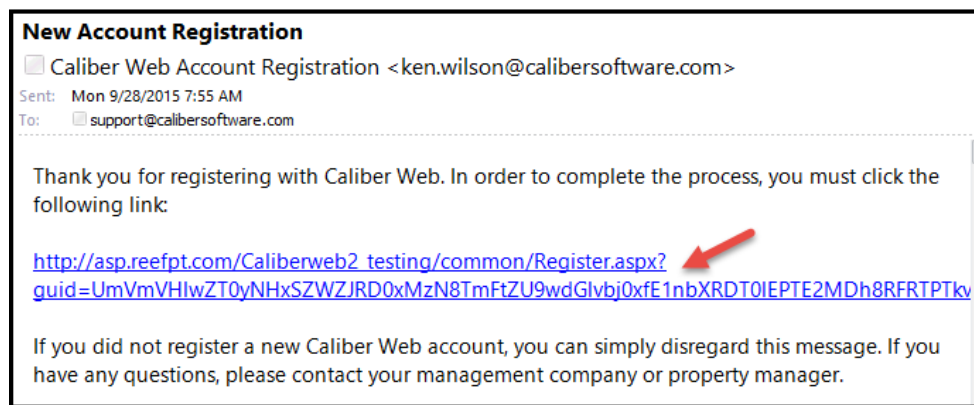 New Account Registration
Caliber Web Account Registration <ken.wilson@calibersoftware.com>
Sent: Mon 9/28/2015 7:55 AM
To: support@calibersoftware.com
Thank you for registering with Caliber Web. In order to complete the process, you must click the
following link:
http://asp.reefpt.com/Caliberweb2_testing/common/Register.aspx?
guid=UmVmVHlwZT0yNHxSZWZJRD0xMzN8TmFtZU9wdGlvbj0xfE1nbXRDT0lEPTE2MDh8RFRTPTkv
If you did not register a new Caliber Web account, you can simply disregard this message. If you
have any questions, please contact your management company or property manager.